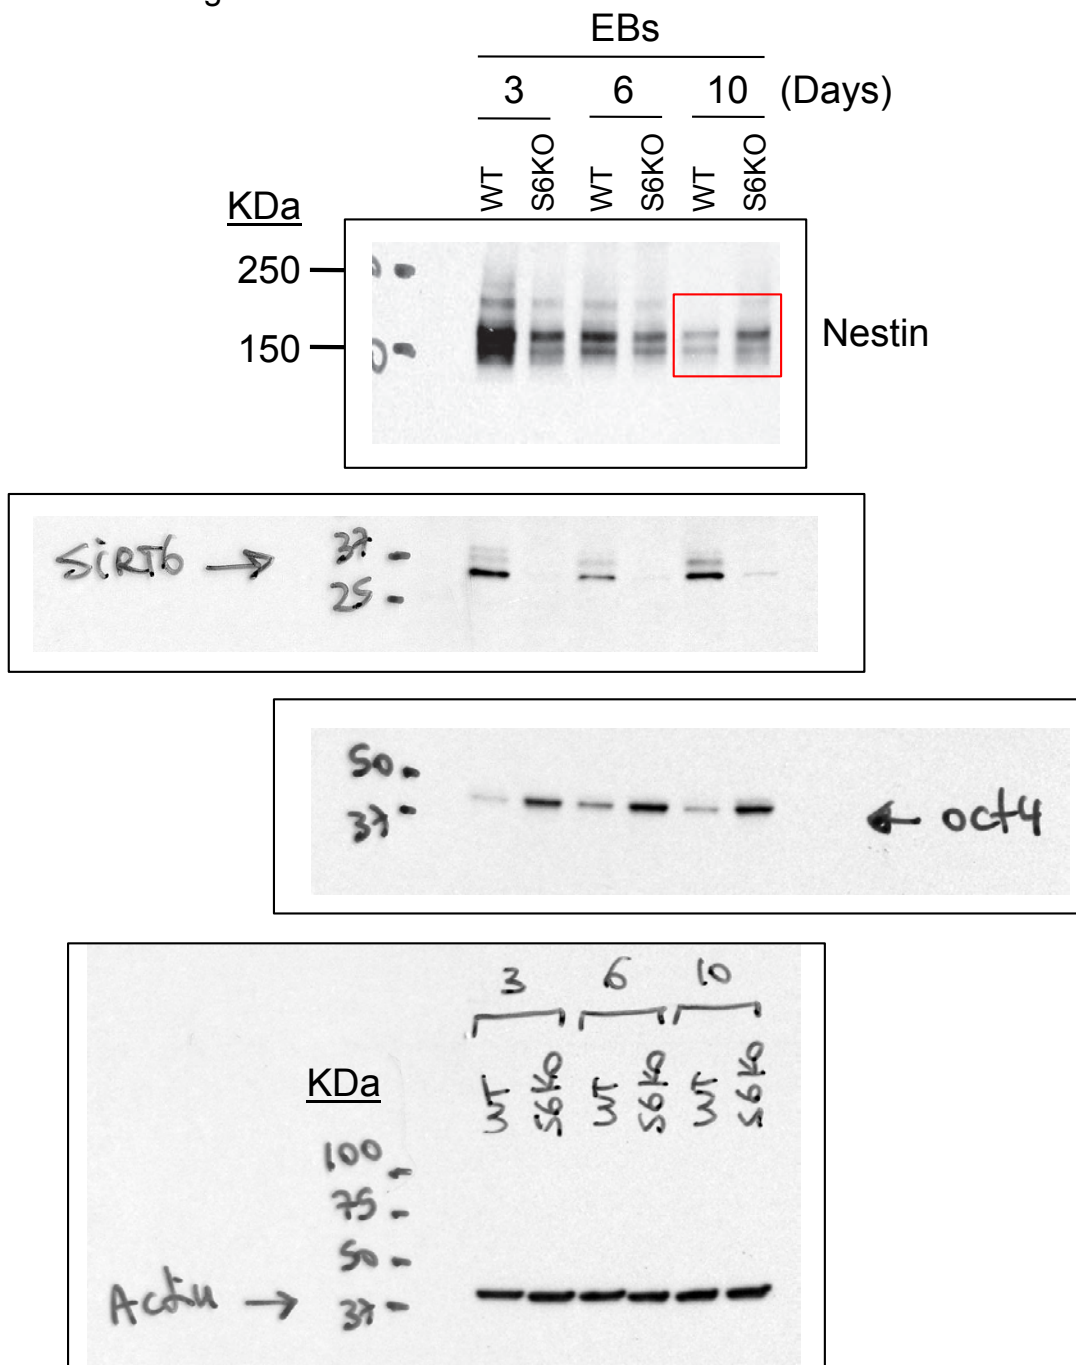 EBs
3 6 10 (Days)
WT S6KO WT S6KO WT S6KO
KDa
250
150
Nestin
SiRT6 → 37
25
50
37
← oct4
3 6 10
WT S6KO WT S6KO WT S6KO
KDa
100
75
50
Actin → 37